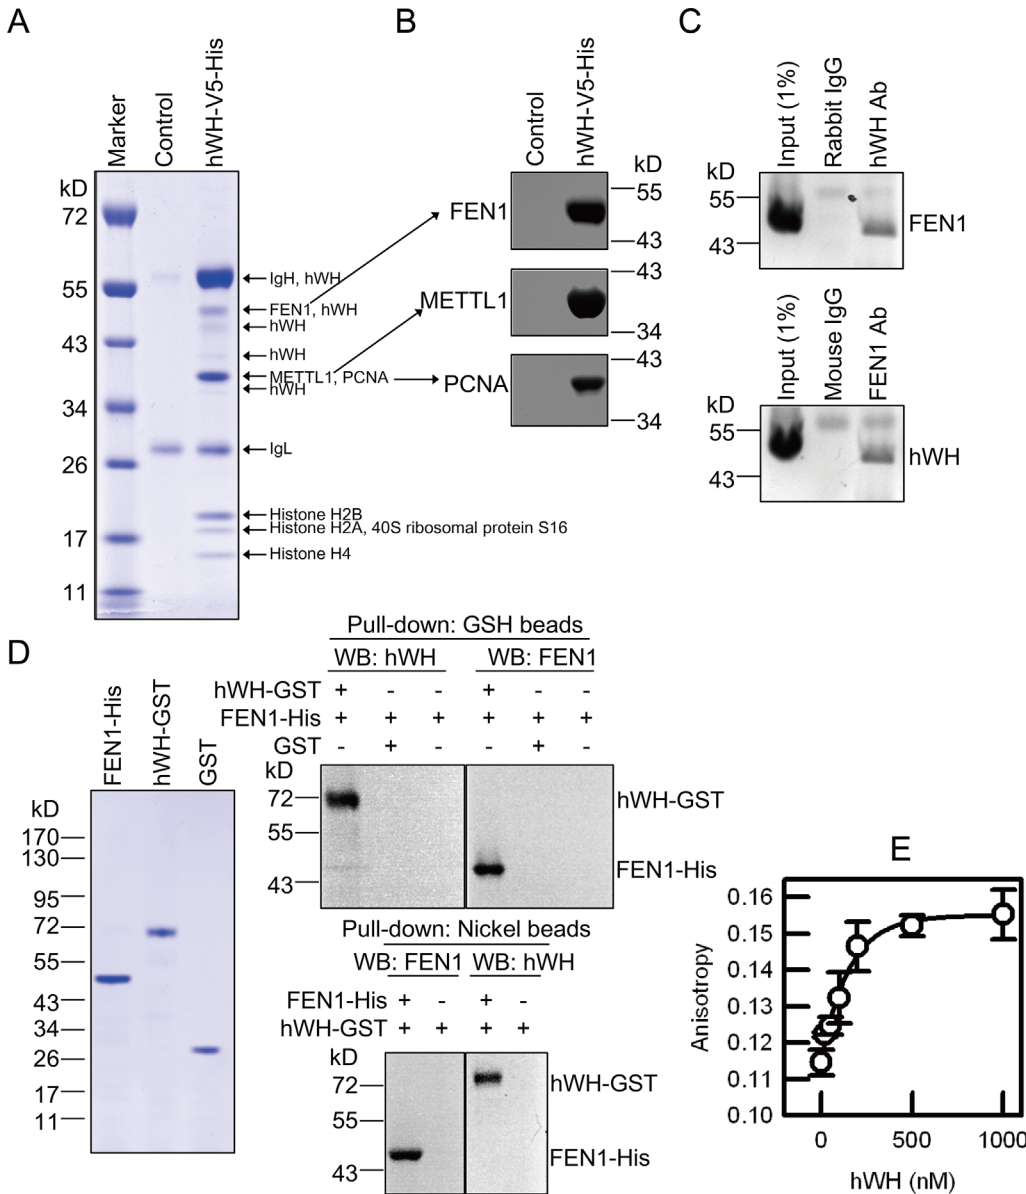 A
Marker
Control
hWH-V5-His
kD
72
55
43
34
26
17
11
IgH, hWH
FEN1, hWH
hWH
hWH
METTL1, PCNA
hWH
IgL
Histone H2B
Histone H2A, 40S ribosomal protein S16
Histone H4
B
Control
hWH-V5-His
kD
FEN1
55
43
METTL1
43
34
PCNA
43
34
C
Input (1%)
Rabbit IgG
hWH Ab
kD
55
43
FEN1
Input (1%)
Mouse IgG
FEN1 Ab
kD
55
43
hWH
D
FEN1-His
hWH-GST
GST
kD
170
130
95
72
55
43
34
26
17
11
Pull-down: GSH beads
WB: hWH WB: FEN1
hWH-GST + - - + - -
FEN1-His + + + + + +
GST - + - - + -
kD
72
55
43
hWH-GST
FEN1-His
Pull-down: Nickel beads
WB: FEN1 WB: hWH
FEN1-His + - + -
hWH-GST + + + +
kD
72
55
43
hWH-GST
FEN1-His
E
Anisotropy
0.16
0.15
0.14
0.13
0.12
0.11
0.10
0 500 1000
hWH (nM)